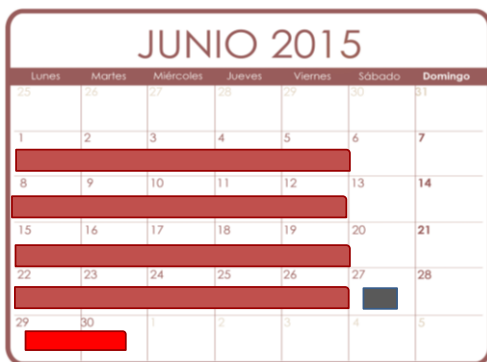 JUNIO 2015
Lunes Martes Miércoles Jueves Viernes Sábado Domingo
25 26 27 28 29 30 31
1 2 3 4 5 6 7
8 9 10 11 12 13 14
15 16 17 18 19 20 21
22 23 24 25 26 27 28
29 30 1 2 3 4 5